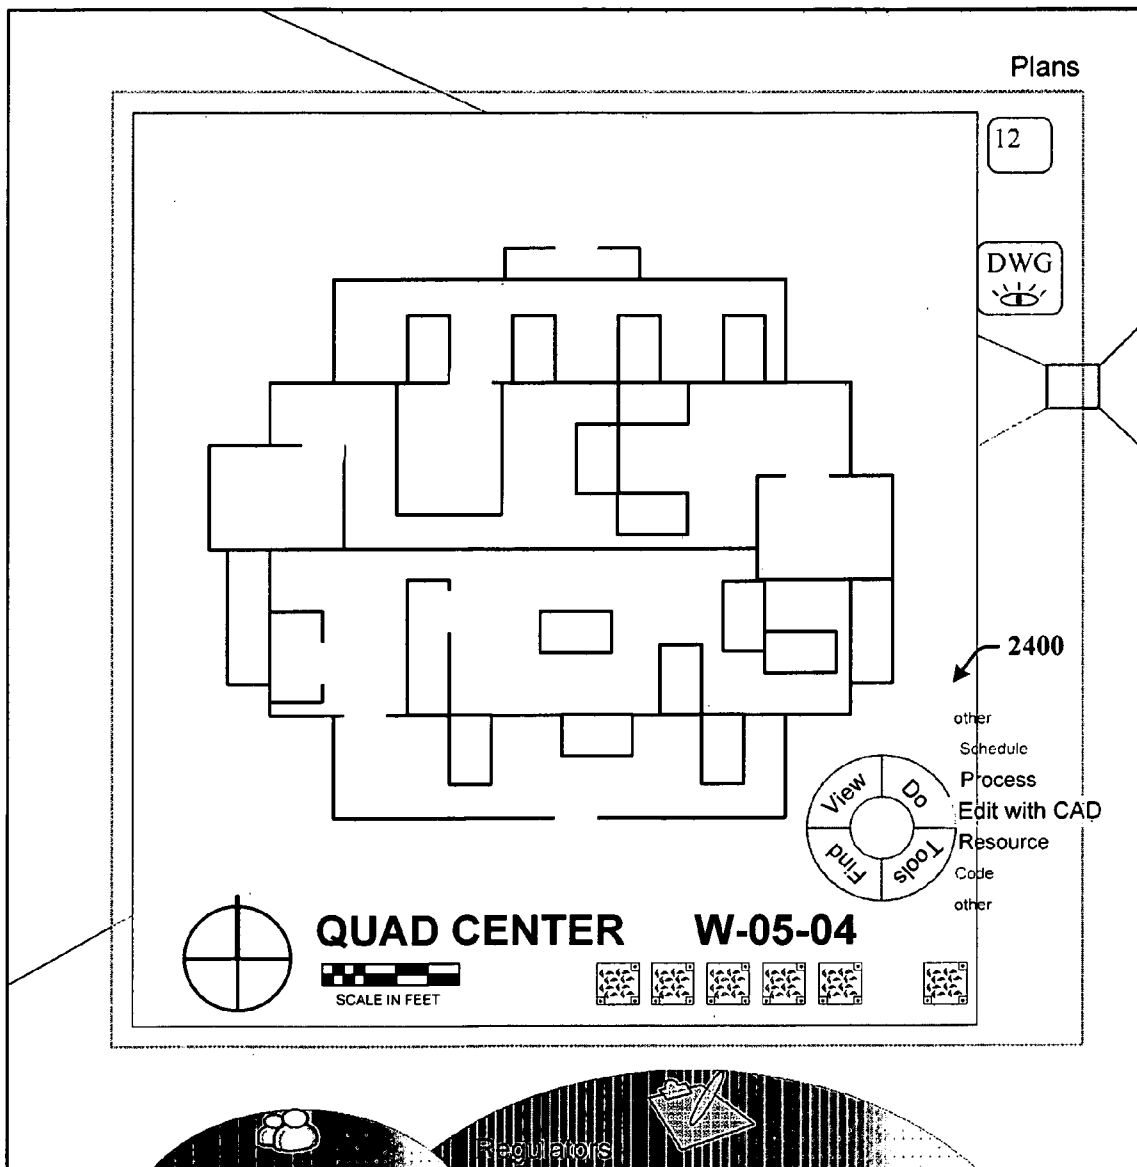 Plans
12
DWG
2400
other
Schedule
Process
Edit with CAD
Resource
Code
other
View
Do
Find
Tools
QUAD CENTER W-05-04
SCALE IN FEET
Regulators